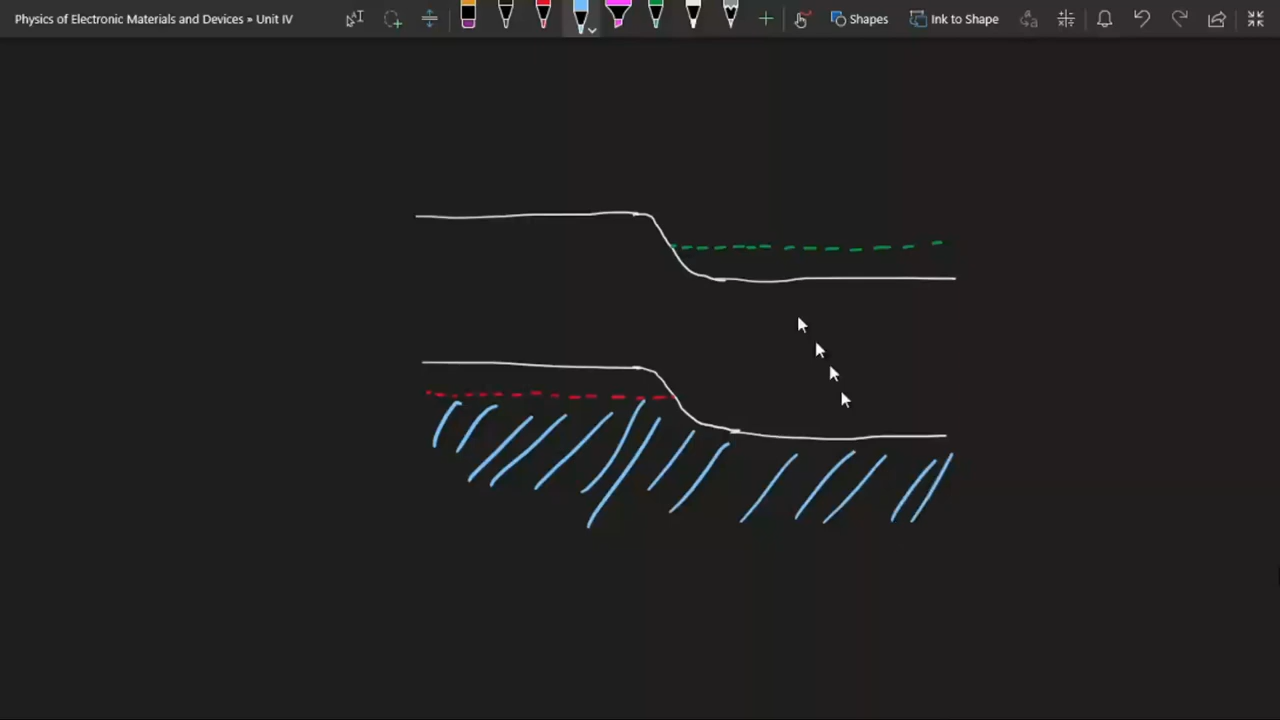 Physics of Electronic Materials and Devices » Unit IV
Shapes
Ink to Shape